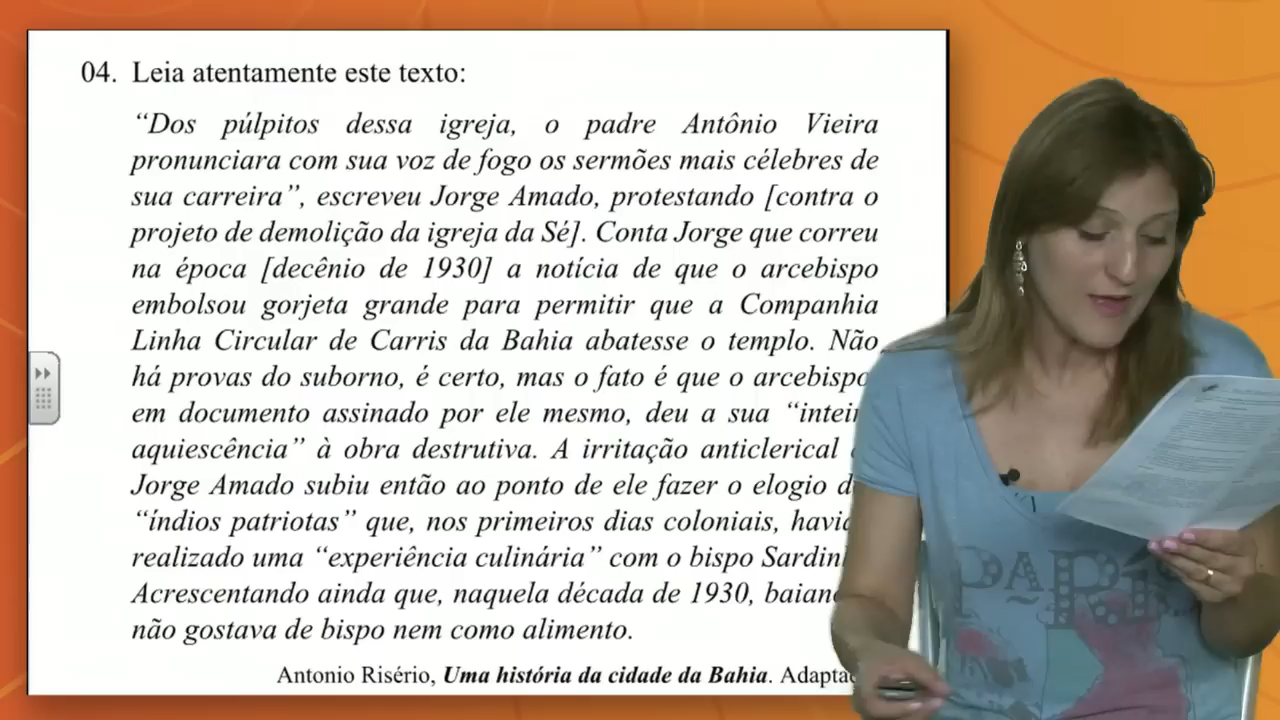 04. Leia atentamente este texto:
“Dos púlpitos dessa igreja, o padre Antônio Vieira
pronunciara com sua voz de fogo os sermões mais célebres de
sua carreira”, escreveu Jorge Amado, protestando [contra o
projeto de demolição da igreja da Sé]. Conta Jorge que correu
na época [decênio de 1930] a notícia de que o arcebispo
embolsou gorjeta grande para permitir que a Companhia
Linha Circular de Carris da Bahia abatesse o templo. Não
há provas do suborno, é certo, mas o fato é que o arcebispo
em documento assinado por ele mesmo, deu a sua
aquiescência” à obra destrutiva. A irritação anticlerical
Jorge Amado subiu então ao ponto de ele fazer o elogio
“índios patriotas” que, nos primeiros dias coloniais,
realizado uma “experiência culinária” com o bispo
Acrescentando ainda que, naquela década de 1930,
não gostava de bispo nem como alimento.
Antonio Risério, Uma história da cidade da Bahia.
PARIS